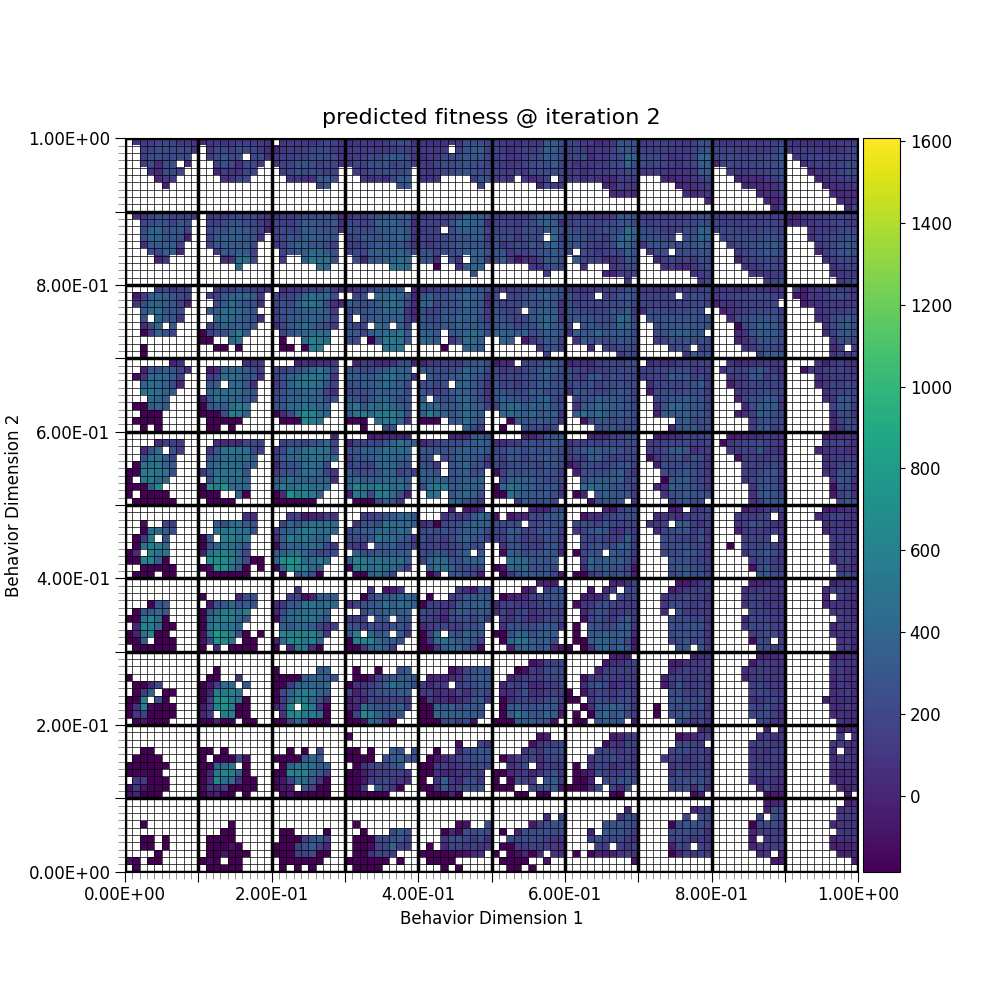 predicted fitness @ iteration 2
1.00E+00
8.00E-01
6.00E-01
4.00E-01
2.00E-01
0.00E+00
Behavior Dimension 2
0.00E+00 2.00E-01 4.00E-01 6.00E-01 8.00E-01 1.00E+00
Behavior Dimension 1
1600
1400
1200
1000
800
600
400
200
0